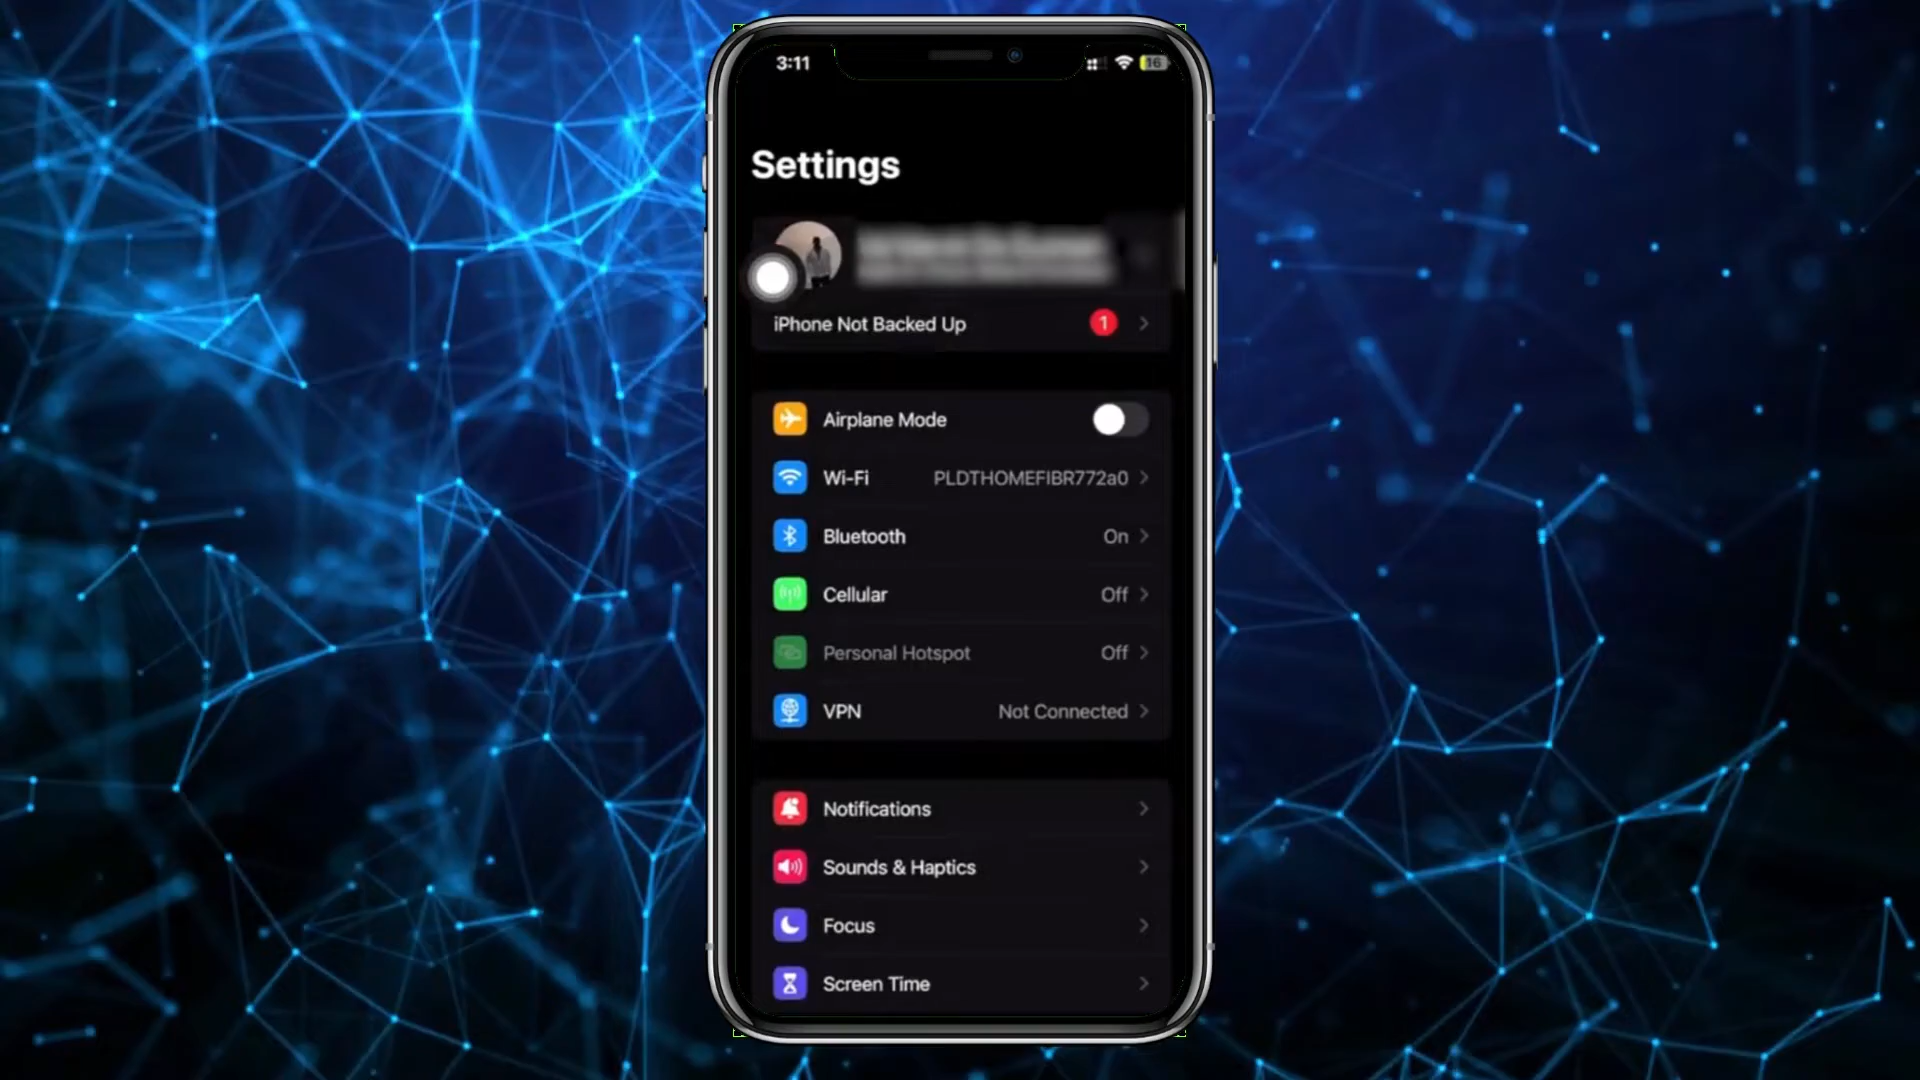 3:11
16
Settings
iPhone Not Backed Up 1
Airplane Mode
Wi-Fi PLDTHOMEFIBR772a0
Bluetooth On
Cellular Off
Personal Hotspot Off
VPN Not Connected
Notifications
Sounds & Haptics
Focus
Screen Time